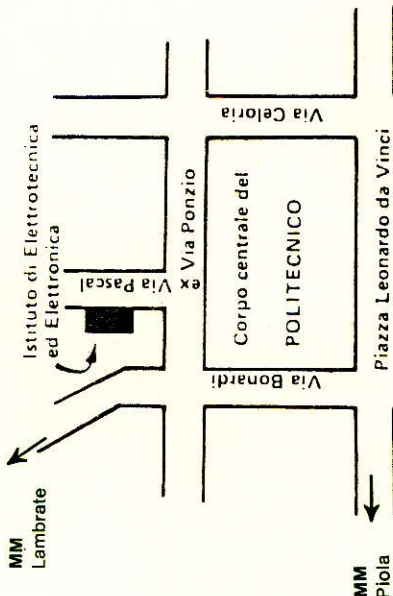 MM
Lambrate
Istituto di Elettrotecnica
ed Elettronica
ex Via Pascal
Via Ponzio
Via Celoria
Corpo centrale del
POLITECNICO
Via Bonardi
MM
Piola
Piazza Leonardo da Vinci